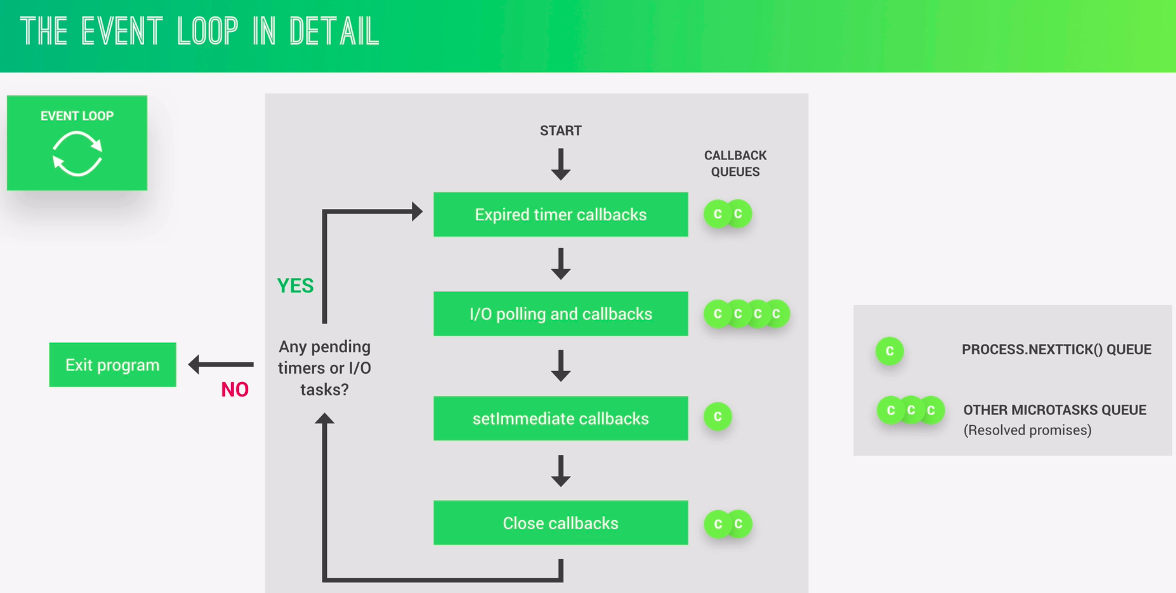 THE EVENT LOOP IN DETAIL
EVENT LOOP
START
CALLBACK
QUEUES
Expired timer callbacks
C C
YES
I/O polling and callbacks
C C C C
Any pending
timers or I/O
tasks?
Exit program
NO
setImmediate callbacks
C
Close callbacks
C C
C
PROCESS.NEXTTICK() QUEUE
C C C
OTHER MICROTASKS QUEUE
(Resolved promises)